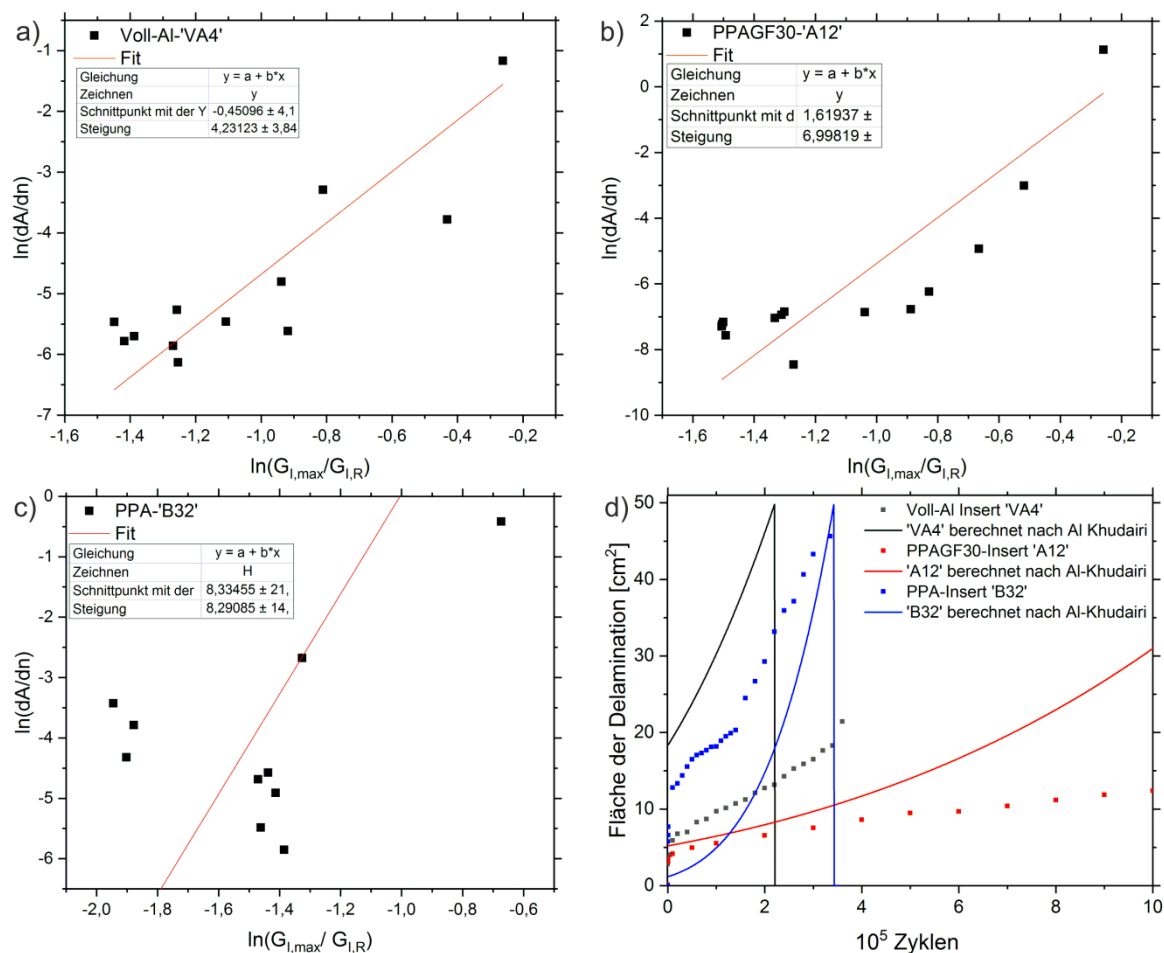 a)
Voll-Al-'VA4'
Fit
Gleichung y = a + b*x
Zeichnen y
Schnittpunkt mit der Y -0,45096 ± 4,1
Steigung 4,23123 ± 3,84
ln(dA/dn)
-1
-2
-3
-4
-5
-6
-7
-1,6 -1,4 -1,2 -1,0 -0,8 -0,6 -0,4 -0,2
ln(G_I,max/G_I,R)
b)
PPAGF30-'A12'
Fit
Gleichung y = a + b*x
Zeichnen y
Schnittpunkt mit d 1,61937 ±
Steigung 6,99819 ±
ln(dA/dn)
2
0
-2
-4
-6
-8
-10
-1,6 -1,4 -1,2 -1,0 -0,8 -0,6 -0,4 -0,2
ln(G_I,max/G_I,R)
c)
PPA-'B32'
Fit
Gleichung y = a + b*x
Zeichnen H
Schnittpunkt mit der 8,33455 ± 21,
Steigung 8,29085 ± 14,
ln(dA/dn)
0
-1
-2
-3
-4
-5
-6
-2,0 -1,8 -1,6 -1,4 -1,2 -1,0 -0,8 -0,6
ln(G_I,max/ G_I,R)
d)
Voll-Al Insert 'VA4'
'VA4' berechnet nach Al Khudairi
PPAGF30-Insert 'A12'
'A12' berechnet nach Al-Khudairi
PPA-Insert 'B32'
'B32' berechnet nach Al-Khudairi
Fläche der Delamination [cm²]
50
40
30
20
10
0
0 2 4 6 8 10
10⁵ Zyklen